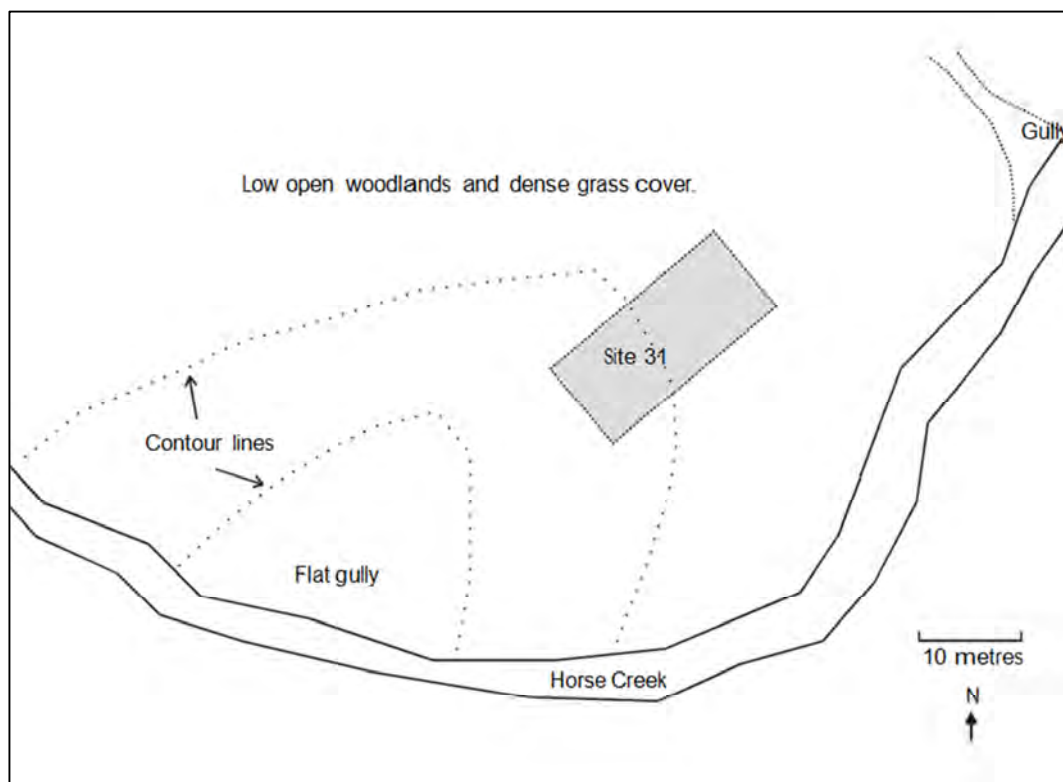 Gully
Low open woodlands and dense grass cover.
Site 31
Contour lines
Flat gully
10 metres
Horse Creek
N